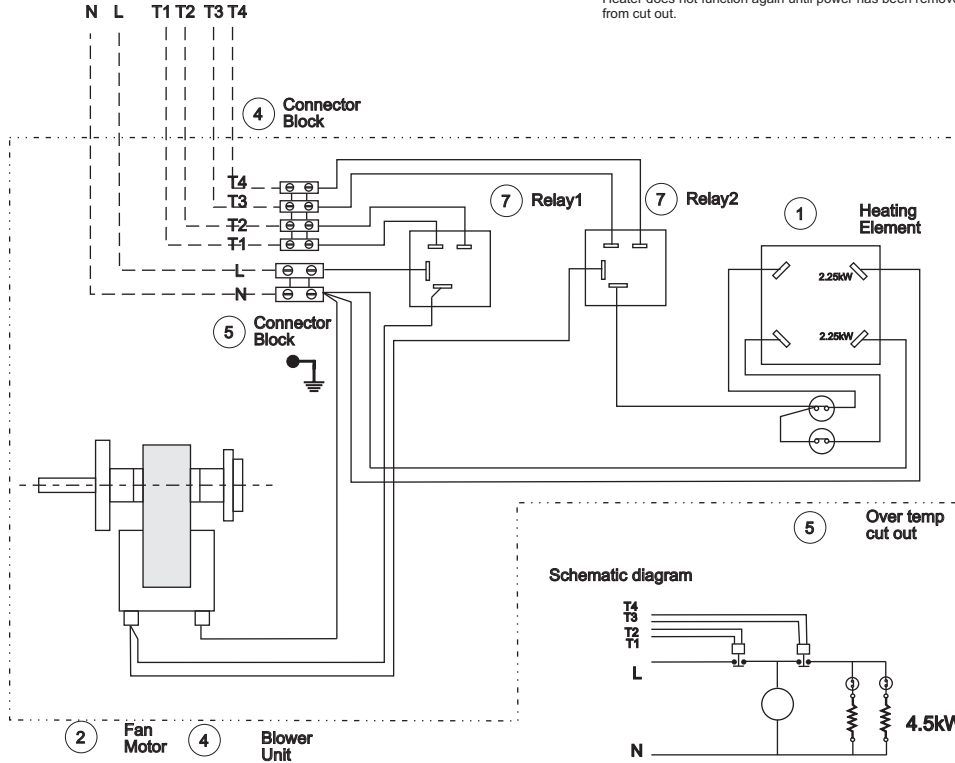 Heater does not function again until power has been remove
from cut out.
N L T1 T2 T3 T4
4 Connector
Block
T4
T3
T2
T1
L
N
7 Relay1
7 Relay2
1 Heating
Element
2.25kW
2.25kW
5 Connector
Block
5 Over temp
cut out
Schematic diagram
T4
T3
T2
T1
L
4.5kW
N
2 Fan
Motor
4 Blower
Unit